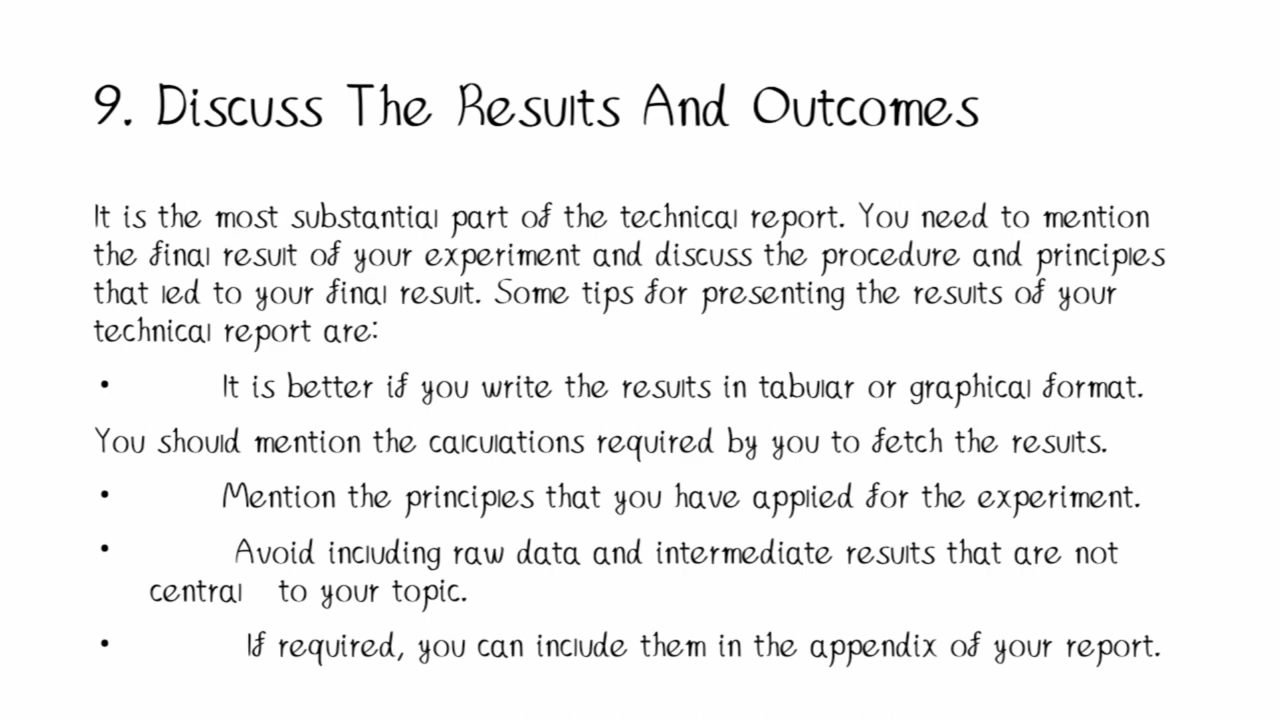 9. Discuss The Results And Outcomes
It is the most substantial part of the technical report. You need to mention
the final result of your experiment and discuss the procedure and principles
that led to your final result. Some tips for presenting the results of your
technical report are:
• It is better if you write the results in tabular or graphical format.
You should mention the calculations required by you to fetch the results.
• Mention the principles that you have applied for the experiment.
• Avoid including raw data and intermediate results that are not
central to your topic.
• If required, you can include them in the appendix of your report.